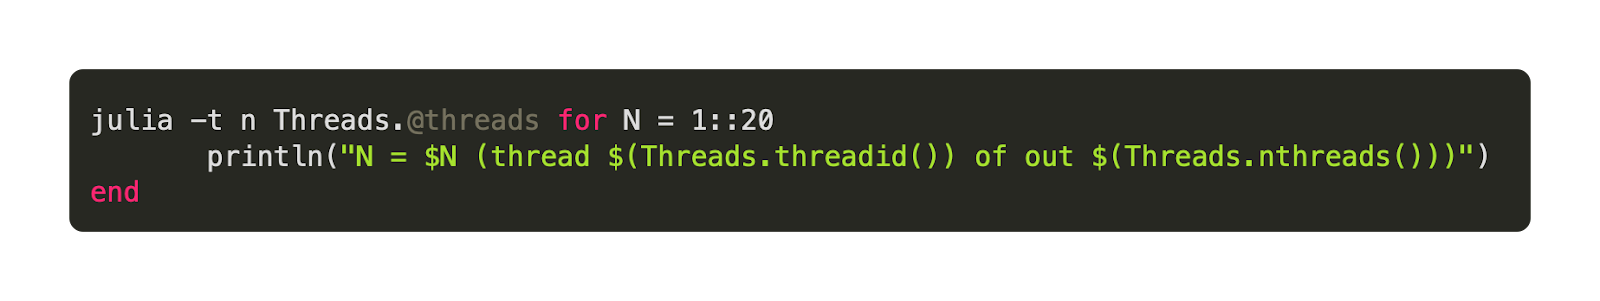 julia -t n Threads.@threads for N = 1::20
println("N = $N (thread $(Threads.threadid()) of out $(Threads.nthreads()))")
end